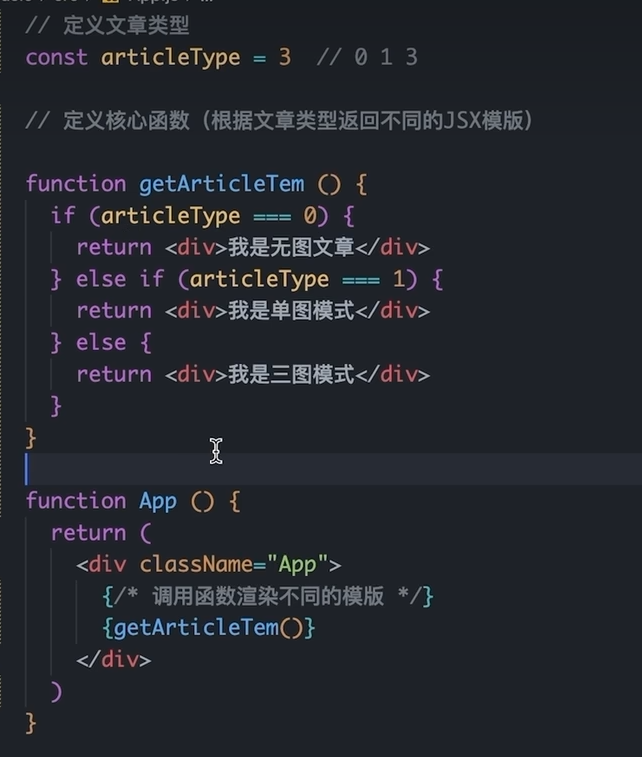 // 定义文章类型
const articleType = 3  // 0 1 3
// 定义核心函数（根据文章类型返回不同的JSX模版）
function getArticleTem () {
  if (articleType === 0) {
    return <div>我是无图文章</div>
  } else if (articleType === 1) {
    return <div>我是单图模式</div>
  } else {
    return <div>我是三图模式</div>
  }
}
function App () {
  return (
    <div className="App">
      {/* 调用函数渲染不同的模版 */}
      {getArticleTem()}
    </div>
  )
}